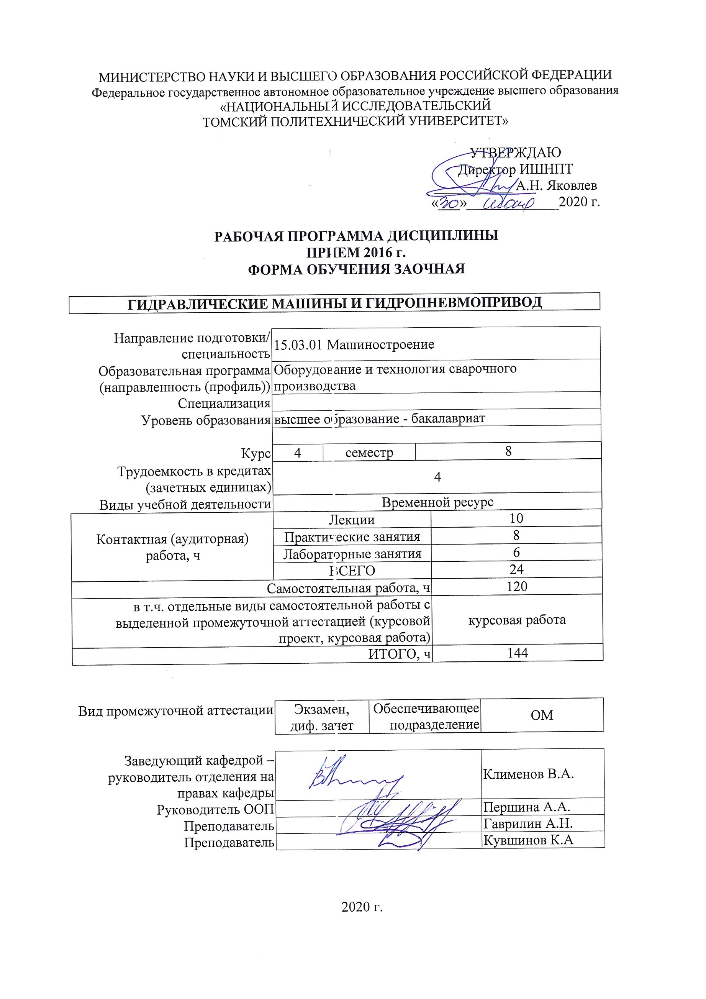 МИНИСТЕРСТВО НАУКИ И ВЫСШЕГО ОБРАЗОВАНИЯ РОССИЙСКОЙ ФЕДЕРАЦИИ
Федеральное государственное автономное образовательное учреждение высшего образования
«НАЦИОНАЛЬНЫЙ ИССЛЕДОВАТЕЛЬСКИЙ
ТОМСКИЙ ПОЛИТЕХНИЧЕСКИЙ УНИВЕРСИТЕТ»
УТВЕРЖДАЮ
Директор ИШНПТ
А.Н. Яковлев
«30» 2020 г.
РАБОЧАЯ ПРОГРАММА ДИСЦИПЛИНЫ
ПРИЕМ 2016 г.
ФОРМА ОБУЧЕНИЯ ЗАОЧНАЯ
ГИДРАВЛИЧЕСКИЕ МАШИНЫ И ГИДРОПНЕВМОПРИВОД
Направление подготовки/
специальность
15.03.01 Машиностроение
Образовательная программа
(направленность (профиль))
Оборудование и технология сварочного
производства
Специализация
Уровень образования
высшее образование - бакалавриат
Курс 4 семестр 8
Трудоемкость в кредитах
(зачетных единицах)
4
Виды учебной деятельности Временной ресурс
Контактная (аудиторная)
работа, ч
Лекции 10
Практические занятия 8
Лабораторные занятия 6
ВСЕГО 24
Самостоятельная работа, ч 120
в т.ч. отдельные виды самостоятельной работы с
выделенной промежуточной аттестацией (курсовой
проект, курсовая работа)
курсовая работа
ИТОГО, ч 144
Вид промежуточной аттестации
Экзамен,
диф. зачет
Обеспечивающее
подразделение
ОМ
Заведующий кафедрой –
руководитель отделения на
правах кафедры
Клименов В.А.
Руководитель ООП Першина А.А.
Преподаватель Гаврилин А.Н.
Преподаватель Кувшинов К.А
2020 г.